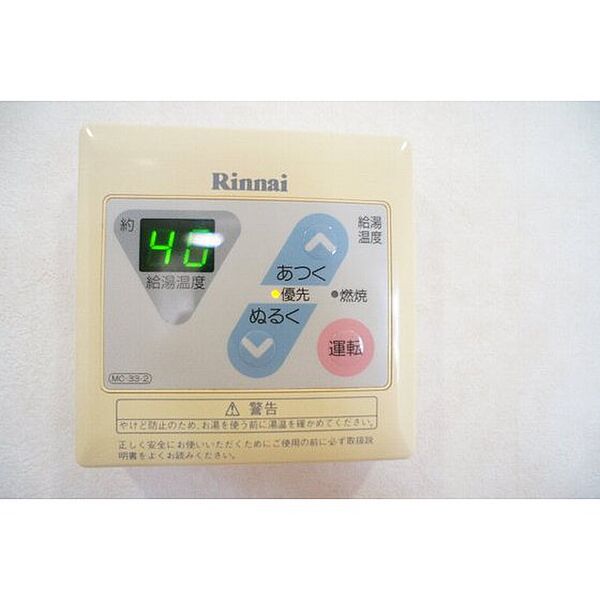 Rinnai
約
40
給湯温度
給湯
温度
あつく
優先
燃焼
ぬるく
運転
MC-33-2
⚠ 警告
やけど防止のため、お湯を使う前に湯温を確かめてください。
正しく安全にお使いいただくためにご使用の前に必ず取扱説
明書をよくお読みください。